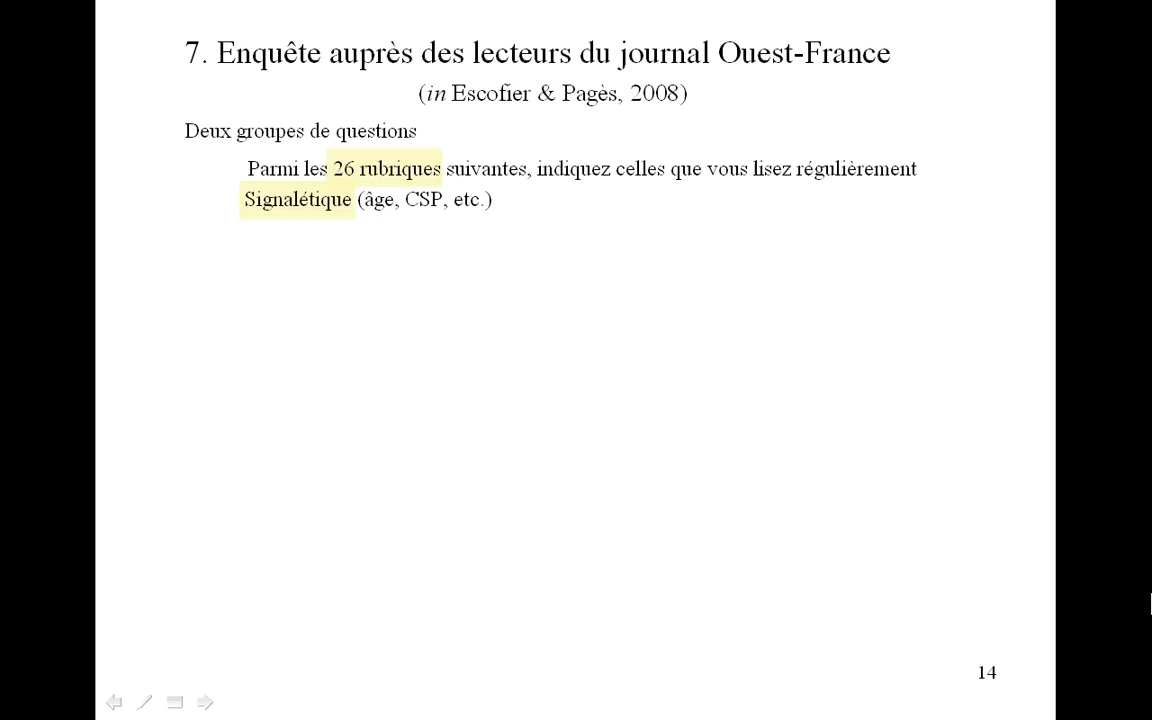 7. Enquête auprès des lecteurs du journal Ouest-France
(in Escofier & Pagès, 2008)
Deux groupes de questions
Parmi les 26 rubriques suivantes, indiquez celles que vous lisez régulièrement
Signalétique (âge, CSP, etc.)
14